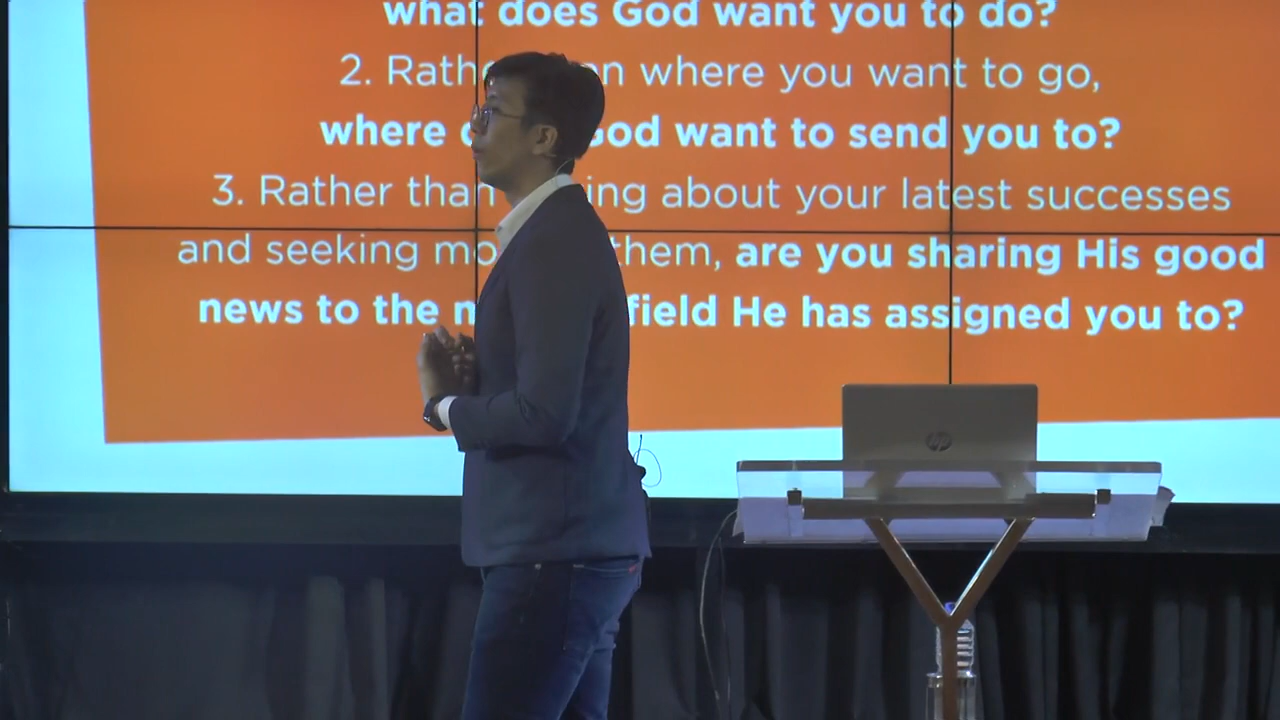 what does God want you to do?
2. Rath n where you want to go,
where God want to send you to?
3. Rather than ing about your latest successes
and seeking mo them, are you sharing His good
news to the m field He has assigned you to?
hp